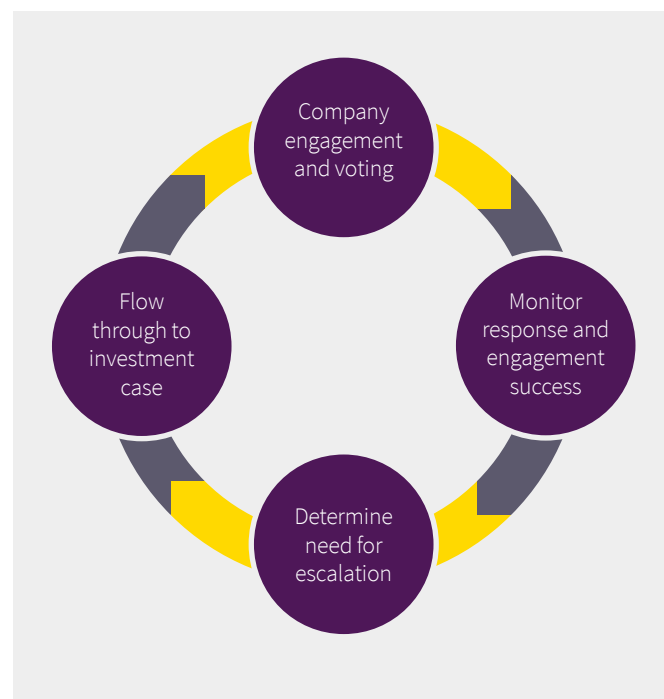 Company
engagement
and voting
Monitor
response and
engagement
success
Determine
need for
escalation
Flow
through to
investment
case